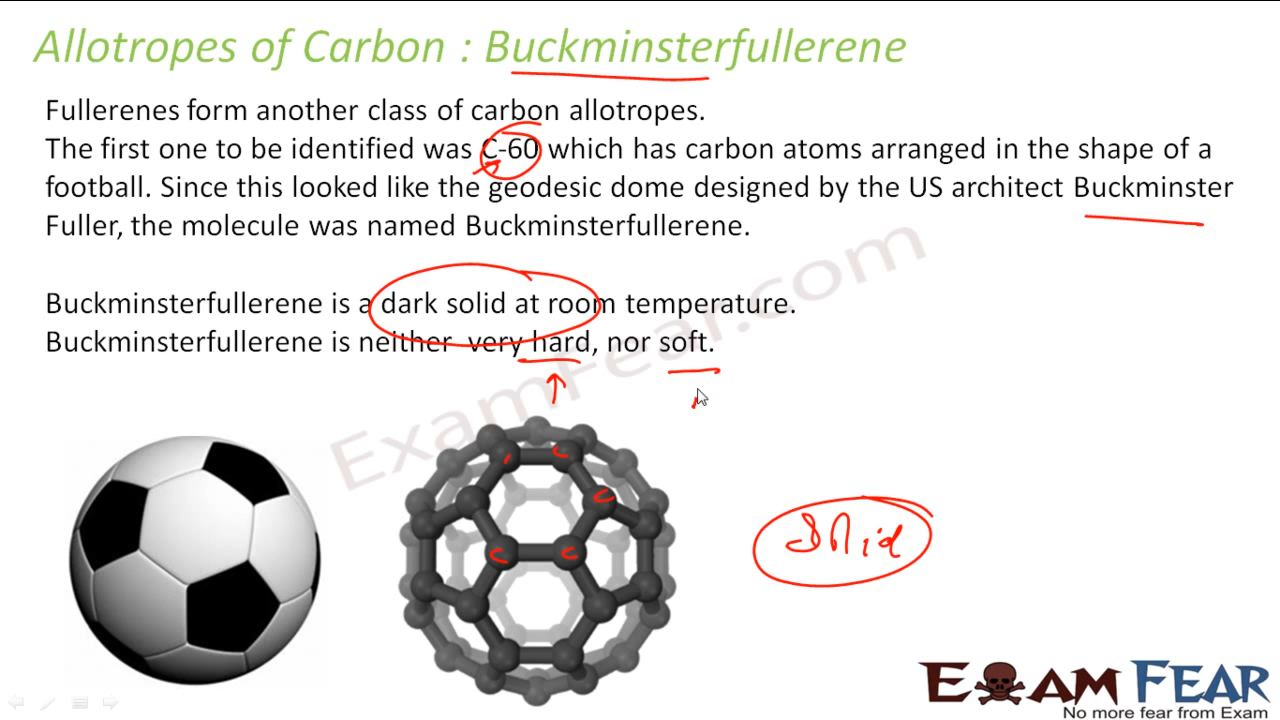 Allotropes of Carbon : Buckminsterfullerene
Fullerenes form another class of carbon allotropes.
The first one to be identified was C-60 which has carbon atoms arranged in the shape of a
football. Since this looked like the geodesic dome designed by the US architect Buckminster
Fuller, the molecule was named Buckminsterfullerene.
Buckminsterfullerene is a dark solid at room temperature.
Buckminsterfullerene is neither very hard, nor soft.
ExamFear.com
C
C
C C
Solid
EXAM FEAR
No more fear from Exam